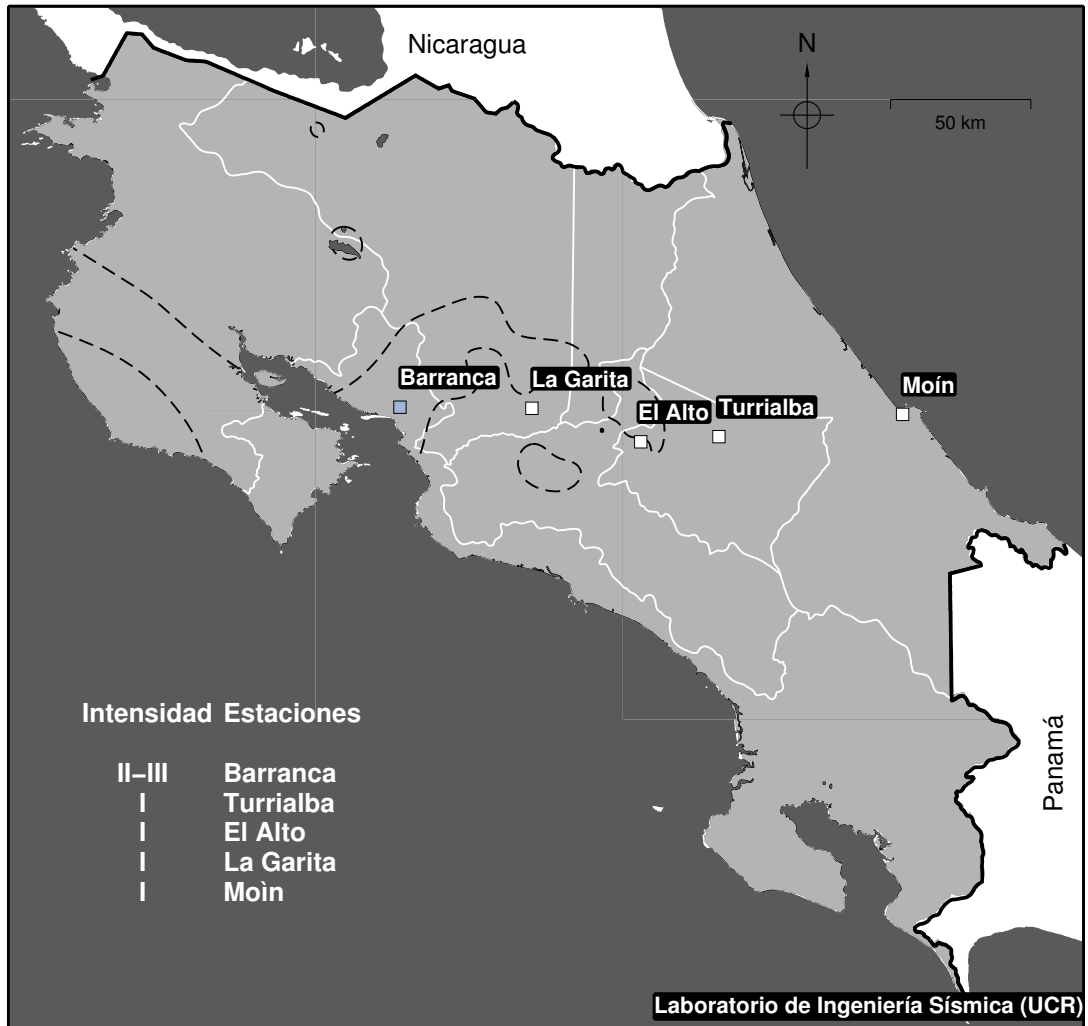 Nicaragua
N
50 km
Barranca
La Garita
Moín
El Alto
Turrialba
Intensidad Estaciones
II–III Barranca
I Turrialba
I El Alto
I La Garita
I Moìn
Panamá
Laboratorio de Ingeniería Sísmica (UCR)